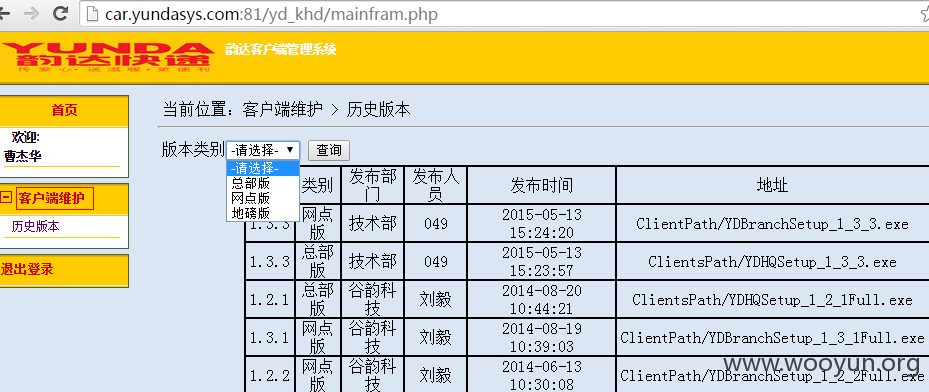 car.yundasys.com:81/yd_khd/mainfram.php
YUNDA
韵达快递
传爱心·送温暖·更便利
韵达客户端管理系统
首页
欢迎:
曹杰华
客户端维护
历史版本
退出登录
当前位置: 客户端维护 > 历史版本
版本类别 -请选择- 查询
-请选择-
总部版
网点版
地磅版
类别 发布部门 发布人员 发布时间 地址
1.3.3 网点版 技术部 049 2015-05-13 15:24:20 ClientPath/YDBranchSetup_1_3_3.exe
1.3.3 总部版 技术部 049 2015-05-13 15:23:57 ClientsPath/YDHQSetup_1_3_3.exe
1.2.1 总部版 谷韵科技 刘毅 2014-08-20 10:44:21 ClientsPath/YDHQSetup_1_2_1Full.exe
1.3.1 网点版 谷韵科技 刘毅 2014-08-19 10:39:03 ClientPath/YDBranchSetup_1_3_1Full.exe
1.2.2 网点版 谷韵科技 刘毅 2014-06-13 10:30:08 ClientPath/YDBranchSetup_1_2_2Full.exe
www.wooyun.org